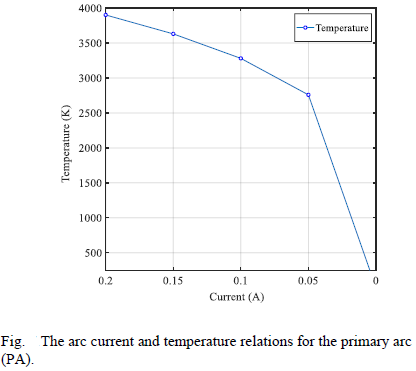 4000
3500
3000
2500
2000
1500
1000
500
Temperature (K)
Temperature
0.2 0.15 0.1 0.05 0
Current (A)
Fig. The arc current and temperature relations for the primary arc
(PA).